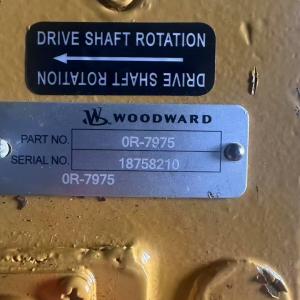 DRIVE SHAFT ROTATION
DRIVE SHAFT ROTATION
W WOODWARD
PART NO. 0R-7975
SERIAL NO. 18758210
0R-7975